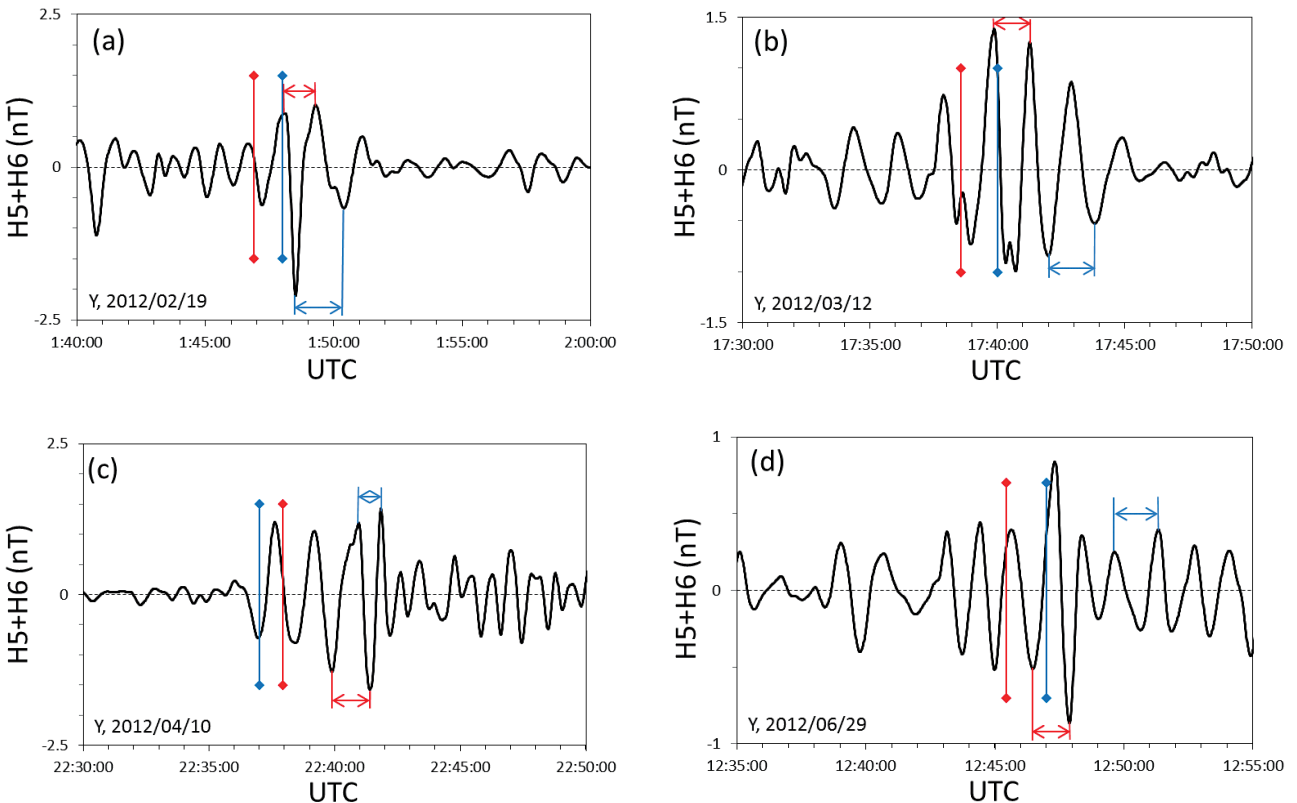 2.5
(a)
H5+H6 (nT)
0
Y, 2012/02/19
-2.5
1:40:00 1:45:00 1:50:00 1:55:00 2:00:00
UTC
1.5
(b)
H5+H6 (nT)
0
Y, 2012/03/12
-1.5
17:30:00 17:35:00 17:40:00 17:45:00 17:50:00
UTC
2.5
(c)
H5+H6 (nT)
0
Y, 2012/04/10
-2.5
22:30:00 22:35:00 22:40:00 22:45:00 22:50:00
UTC
1
(d)
H5+H6 (nT)
0
Y, 2012/06/29
-1
12:35:00 12:40:00 12:45:00 12:50:00 12:55:00
UTC